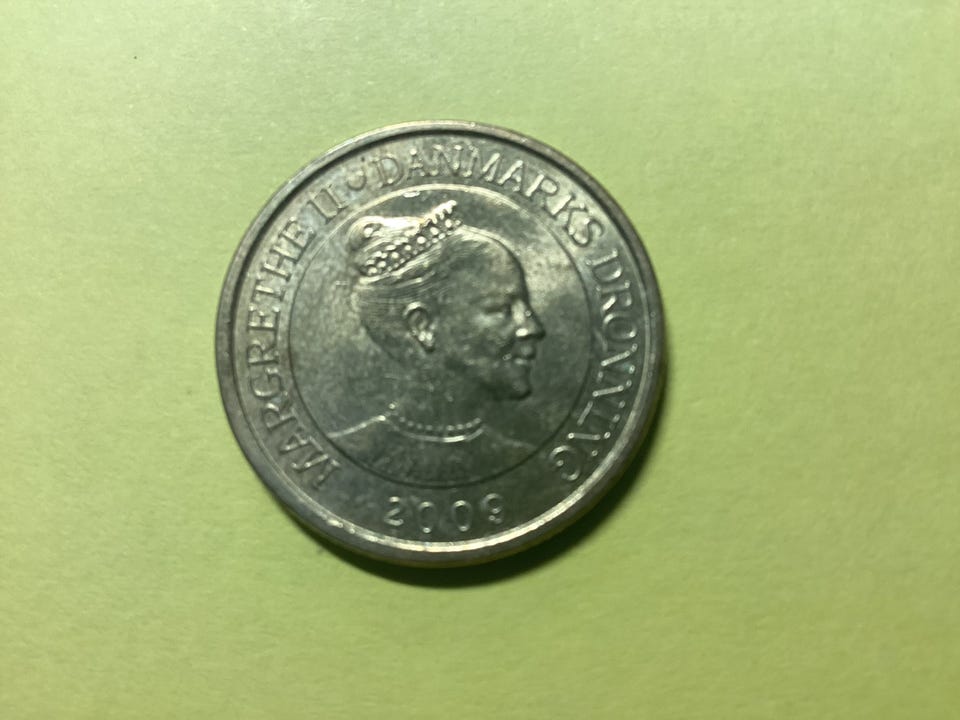 MARGRETHE II DANMARKS DRONNING
2009